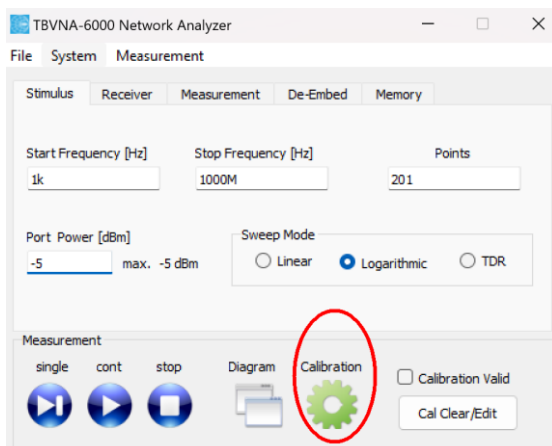 TBVNA-6000 Network Analyzer
File System Measurement
Stimulus Receiver Measurement De-Embed Memory
Start Frequency [Hz] Stop Frequency [Hz] Points
1k 1000M 201
Port Power [dBm] Sweep Mode
-5 max. -5 dBm Linear Logarithmic TDR
Measurement
single cont stop Diagram Calibration
Calibration Valid
Cal Clear/Edit